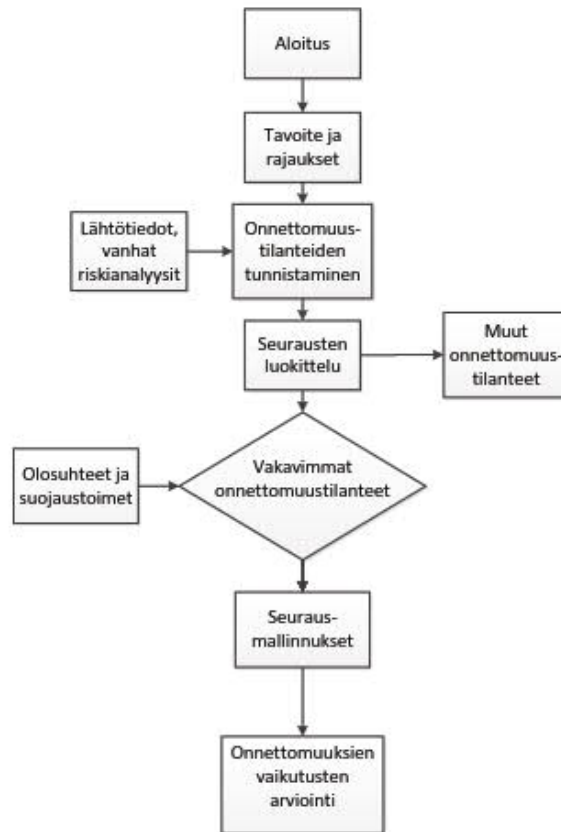 Aloitus
Tavoite ja
rajaukset
Lähtötiedot,
vanhat
riskianalyysit
Onnettomuus-
tilanteiden
tunnistaminen
Seurausten
luokittelu
Muut
onnettomuus-
tilanteet
Olosuhteet ja
suojaustoimet
Vakavimmat
onnettomuustilanteet
Seuraus-
mallinnukset
Onnettomuuksien
vaikutusten
arviointi